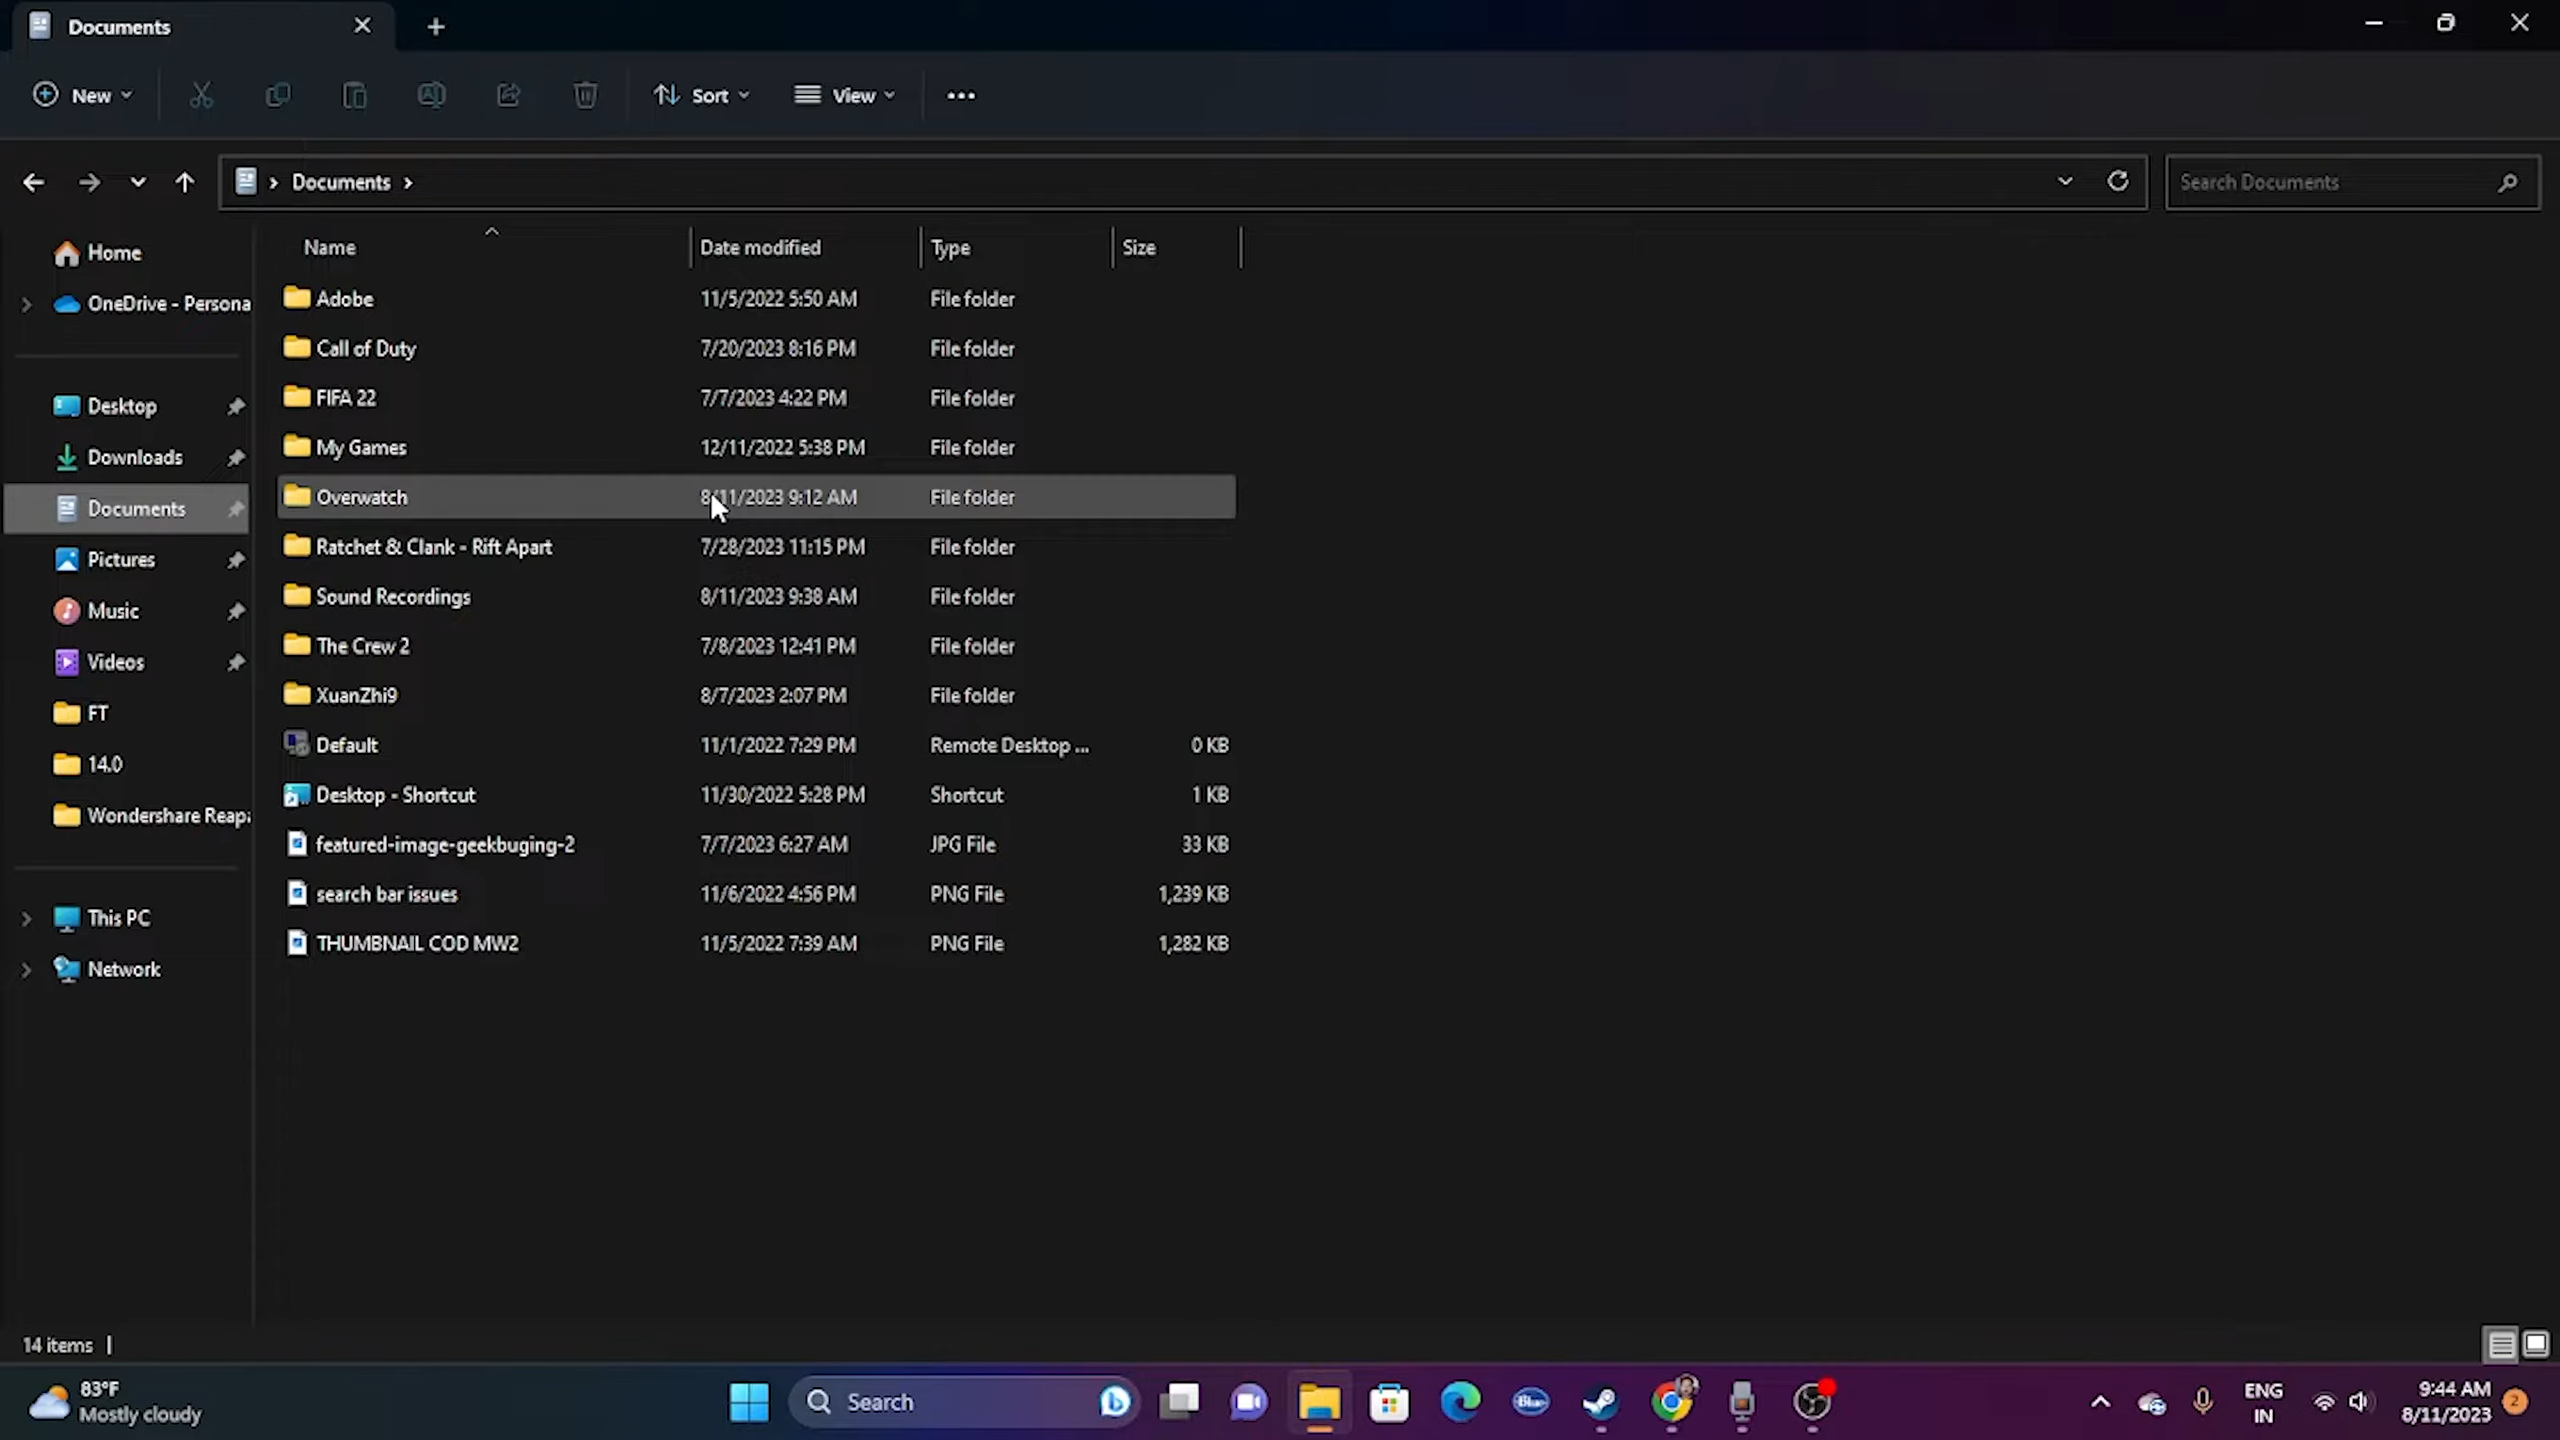 Documents
New
Sort
View
Documents
Search Documents
Name Date modified Type Size
Home
OneDrive - Persona
Desktop
Downloads
Documents
Pictures
Music
Videos
FT
14.0
Wondershare Reap
This PC
Network
Adobe 11/5/2022 5:50 AM File folder
Call of Duty 7/20/2023 8:16 PM File folder
FIFA 22 7/7/2023 4:22 PM File folder
My Games 12/11/2022 5:38 PM File folder
Overwatch 8/11/2023 9:12 AM File folder
Ratchet & Clank - Rift Apart 7/28/2023 11:15 PM File folder
Sound Recordings 8/11/2023 9:38 AM File folder
The Crew 2 7/8/2023 12:41 PM File folder
XuanZhi9 8/7/2023 2:07 PM File folder
Default 11/1/2022 7:29 PM Remote Desktop ... 0 KB
Desktop - Shortcut 11/30/2022 5:28 PM Shortcut 1 KB
featured-image-geekbuging-2 7/7/2023 6:27 AM JPG File 33 KB
search bar issues 11/6/2022 4:56 PM PNG File 1,239 KB
THUMBNAIL COD MW2 11/5/2022 7:39 AM PNG File 1,282 KB
14 items
83°F
Mostly cloudy
Search
Blue
ENG
IN
9:44 AM
8/11/2023
2